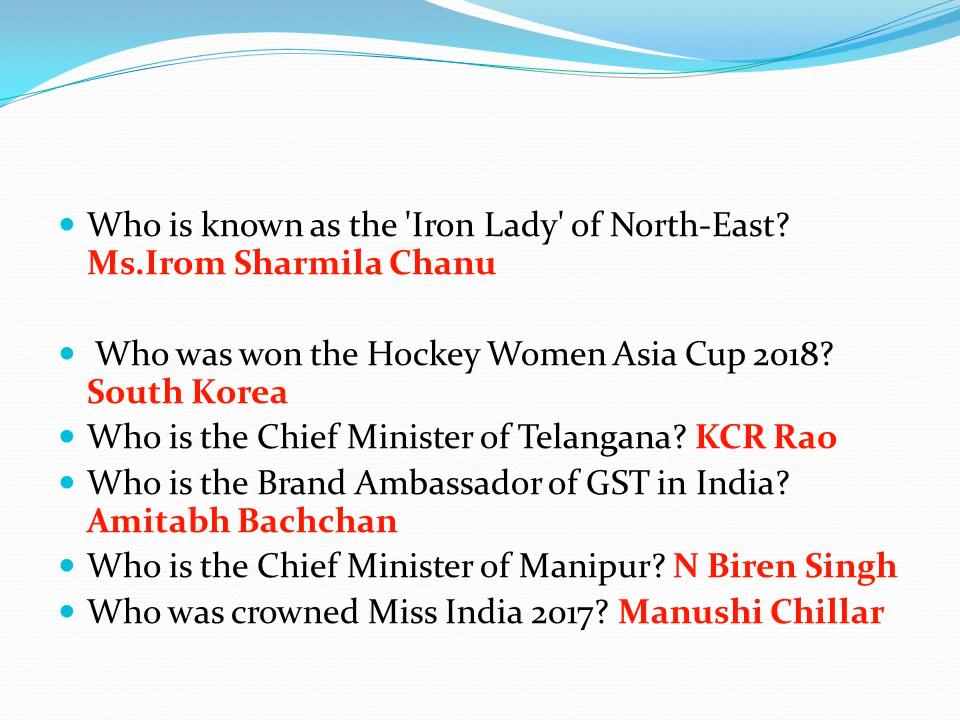 Who is known as the 'Iron Lady' of North-East?
Ms.Irom Sharmila Chanu
Who was won the Hockey Women Asia Cup 2018?
South Korea
Who is the Chief Minister of Telangana? KCR Rao
Who is the Brand Ambassador of GST in India?
Amitabh Bachchan
Who is the Chief Minister of Manipur? N Biren Singh
Who was crowned Miss India 2017? Manushi Chillar